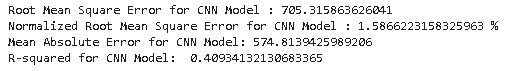 Root Mean Square Error for CNN Model : 705.315863626041
Normalized Root Mean Square Error for CNN Model : 1.5866223158325963 %
Mean Absolute Error for CNN Model: 574.8139425989206
R-squared for CNN Model:  0.40934132130683365